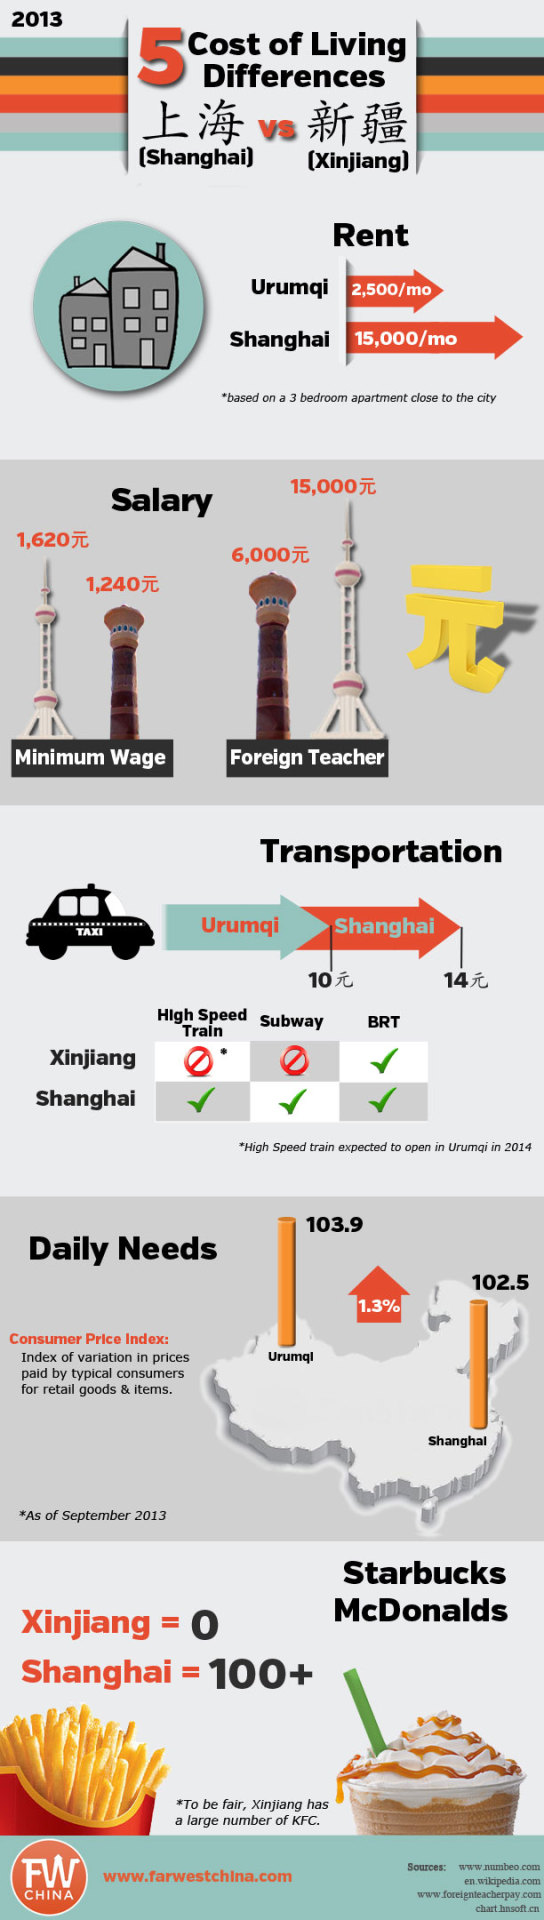 2013
5 Cost of Living
Differences
上海 vs 新疆
(Shanghai)
(Xinjiang)
Rent
Urumqi
2,500/mo
Shanghai
15,000/mo
*based on a 3 bedroom apartment close to the city
Salary
15,000元
1,620元
6,000元
1,240元
元
Minimum Wage
Foreign Teacher
Transportation
TAXI
Urumqi
Shanghai
10元
14元
High Speed
Train
Subway
BRT
Xinjiang
*
Shanghai
*High Speed train expected to open in Urumqi in 2014
Daily Needs
103.9
102.5
1.3%
Consumer Price Index:
Index of variation in prices
paid by typical consumers
for retail goods & items.
Urumqi
Shanghai
*As of September 2013
Starbucks
McDonalds
Xinjiang = 0
Shanghai = 100+
*To be fair, Xinjiang has
a large number of KFC.
FW
CHINA
www.farwestchina.com
Sources: www.numbeo.com
en.wikipedia.com
www.foreignteacherpay.com
chart.hnsoft.cn